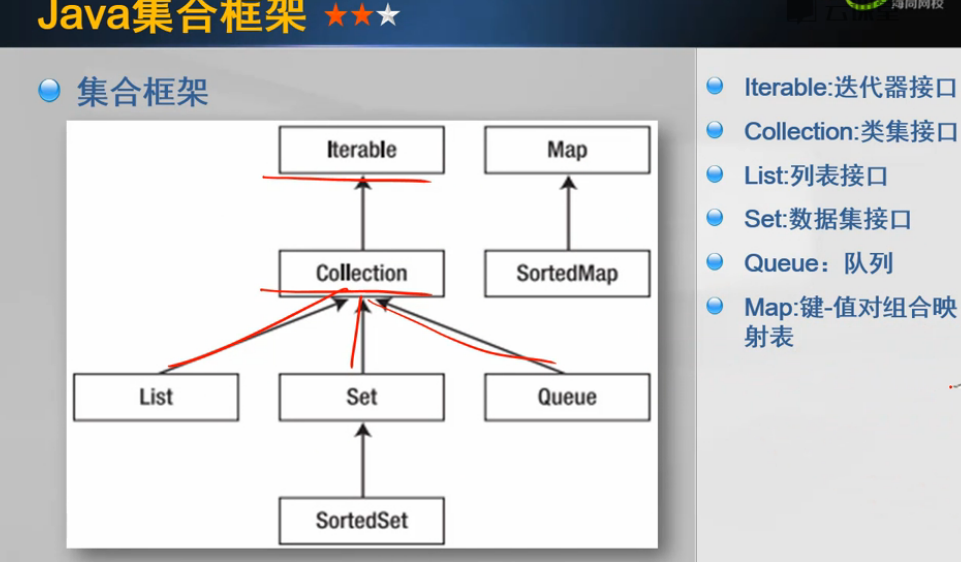 Java集合框架
集合框架
Iterable
Map
Collection
SortedMap
List
Set
Queue
SortedSet
Iterable:迭代器接口
Collection:类集接口
List:列表接口
Set:数据集接口
Queue：队列
Map:键-值对组合映
射表